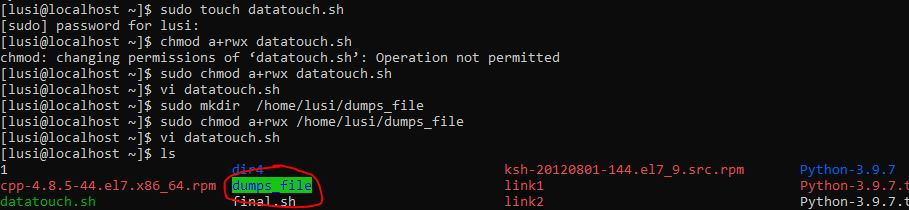 [lusi@localhost ~]$ sudo touch datatouch.sh
[sudo] password for lusi:
[lusi@localhost ~]$ chmod a+rwx datatouch.sh
chmod: changing permissions of ‘datatouch.sh’: Operation not permitted
[lusi@localhost ~]$ sudo chmod a+rwx datatouch.sh
[lusi@localhost ~]$ vi datatouch.sh
[lusi@localhost ~]$ sudo mkdir  /home/lusi/dumps_file
[lusi@localhost ~]$ sudo chmod a+rwx /home/lusi/dumps_file
[lusi@localhost ~]$ vi datatouch.sh
[lusi@localhost ~]$ ls
1 dir4 ksh-20120801-144.el7_9.src.rpm Python-3.9.7
cpp-4.8.5-44.el7.x86_64.rpm dumps_file link1 Python-3.9.7.t
datatouch.sh final.sh link2 Python-3.9.7.t